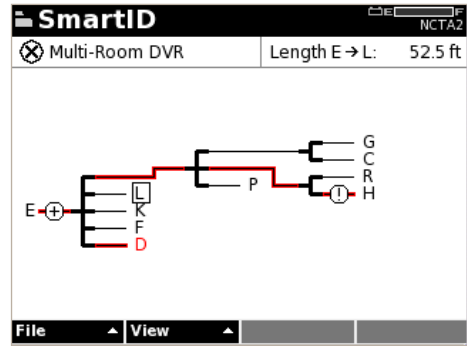 SmartID
E F
NCTA2
Multi-Room DVR
Length E → L: 52.5 ft
G
C
R
P
! H
L
E + K
F
D
File View